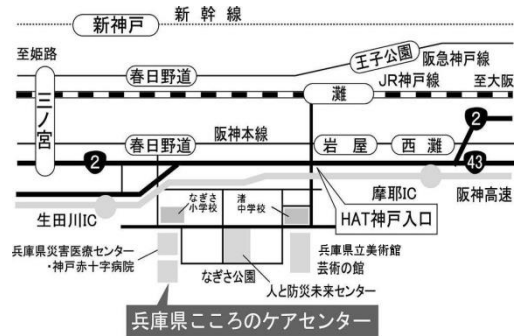 新幹線
新神戸
王子公園
阪急神戸線
至姫路
春日野道
JR神戸線
至大阪
灘
三ノ宮
2
春日野道
阪神本線
岩屋
西灘
2
43
摩耶IC
阪神高速
生田川IC
なぎさ
小学校
渚
中学校
HAT神戸入口
兵庫県災害医療センター
・神戸赤十字病院
なぎさ公園
兵庫県立美術館
芸術の館
人と防災未来センター
兵庫県こころのケアセンター